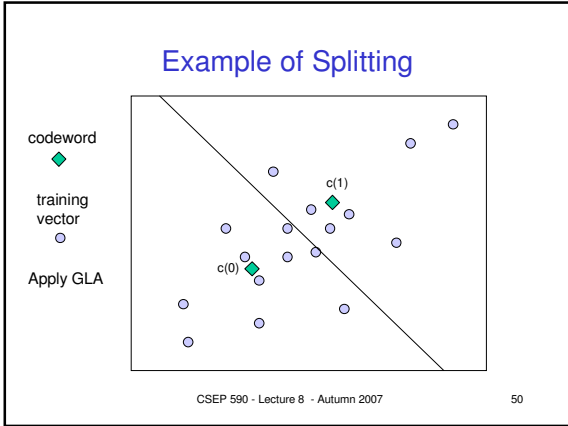 Example of Splitting
codeword
training
vector
Apply GLA
c(1)
c(0)
CSEP 590 - Lecture 8 - Autumn 2007
50